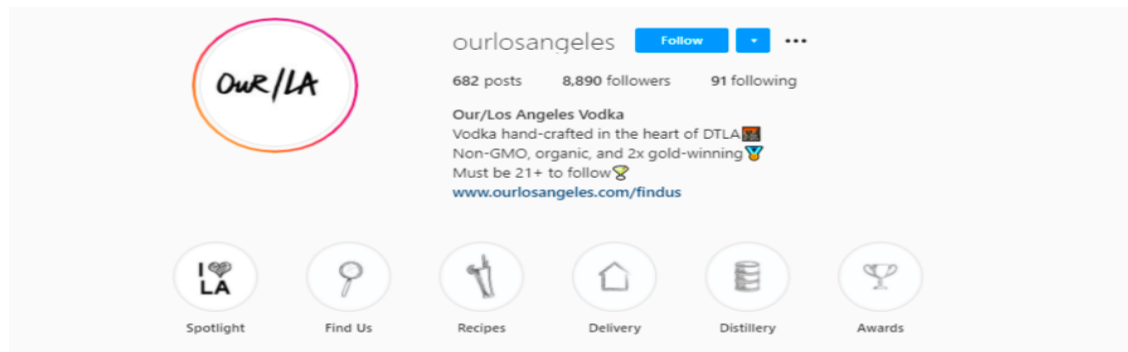 OUR/LA
ourlosangeles Follow
682 posts 8,890 followers 91 following
Our/Los Angeles Vodka
Vodka hand-crafted in the heart of DTLA🌇
Non-GMO, organic, and 2x gold-winning🏅
Must be 21+ to follow🏆
www.ourlosangeles.com/findus
I LA
Spotlight Find Us Recipes Delivery Distillery Awards